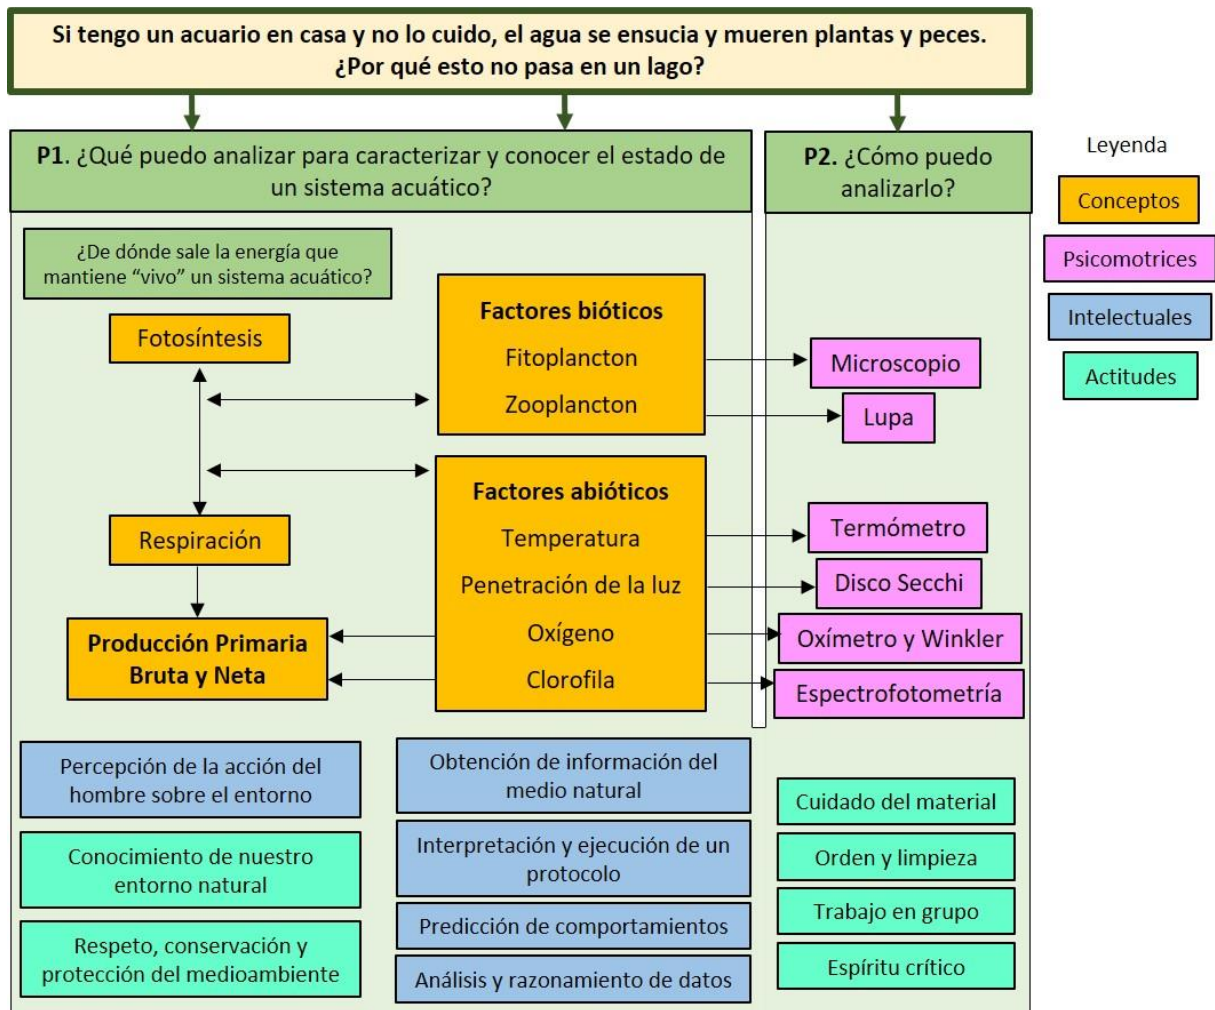 Si tengo un acuario en casa y no lo cuido, el agua se ensucia y mueren plantas y peces.
¿Por qué esto no pasa en un lago?
P1. ¿Qué puedo analizar para caracterizar y conocer el estado de
un sistema acuático?
P2. ¿Cómo puedo
analizarlo?
Leyenda
Conceptos
Psicomotrices
Intelectuales
Actitudes
¿De dónde sale la energía que
mantiene “vivo” un sistema acuático?
Fotosíntesis
Respiración
Producción Primaria
Bruta y Neta
Factores bióticos
Fitoplancton
Zooplancton
Factores abióticos
Temperatura
Penetración de la luz
Oxígeno
Clorofila
Microscopio
Lupa
Termómetro
Disco Secchi
Oxímetro y Winkler
Espectrofotometría
Percepción de la acción del
hombre sobre el entorno
Conocimiento de nuestro
entorno natural
Respeto, conservación y
protección del medioambiente
Obtención de información del
medio natural
Interpretación y ejecución de un
protocolo
Predicción de comportamientos
Análisis y razonamiento de datos
Cuidado del material
Orden y limpieza
Trabajo en grupo
Espíritu crítico